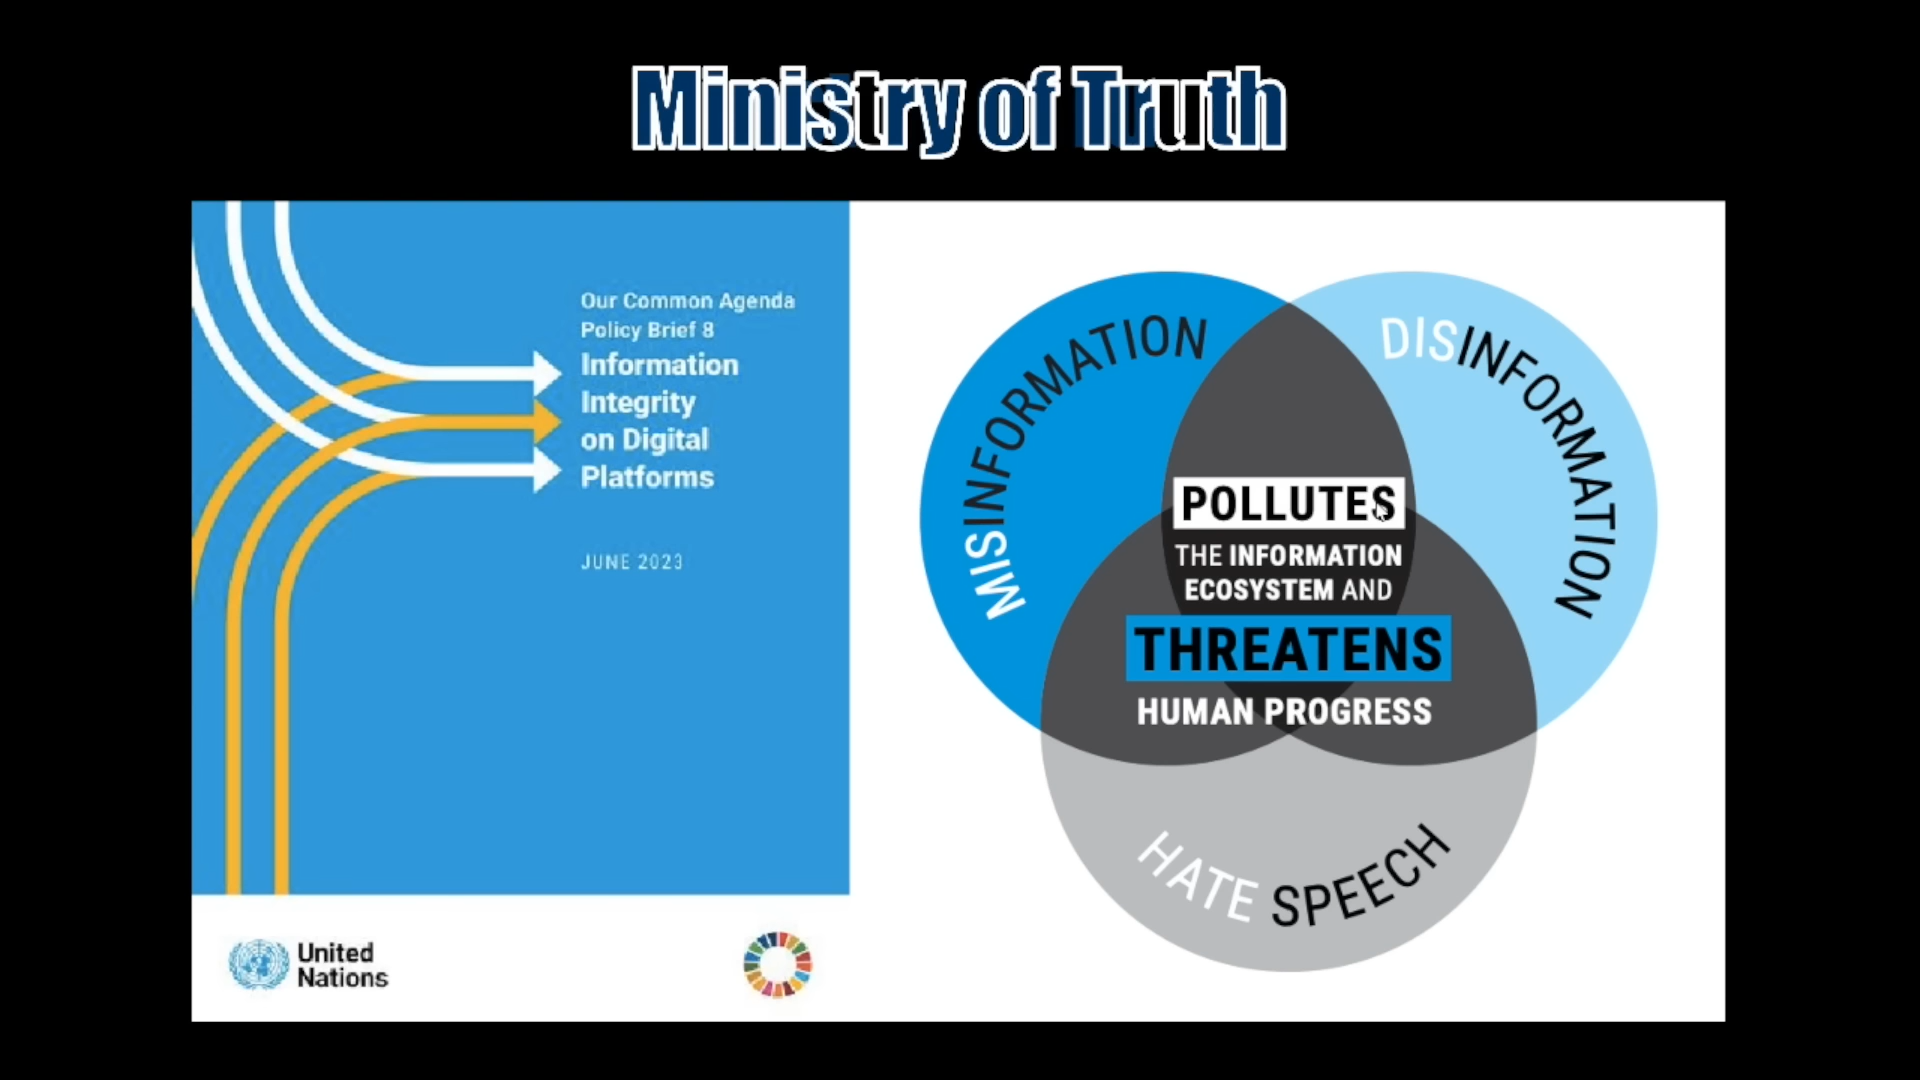 Ministry of Truth
Our Common Agenda
Policy Brief 8
Information
Integrity
on Digital
Platforms
JUNE 2023
United
Nations
MISINFORMATION
DISINFORMATION
POLLUTES
THE INFORMATION
ECOSYSTEM AND
THREATENS
HUMAN PROGRESS
HATE SPEECH